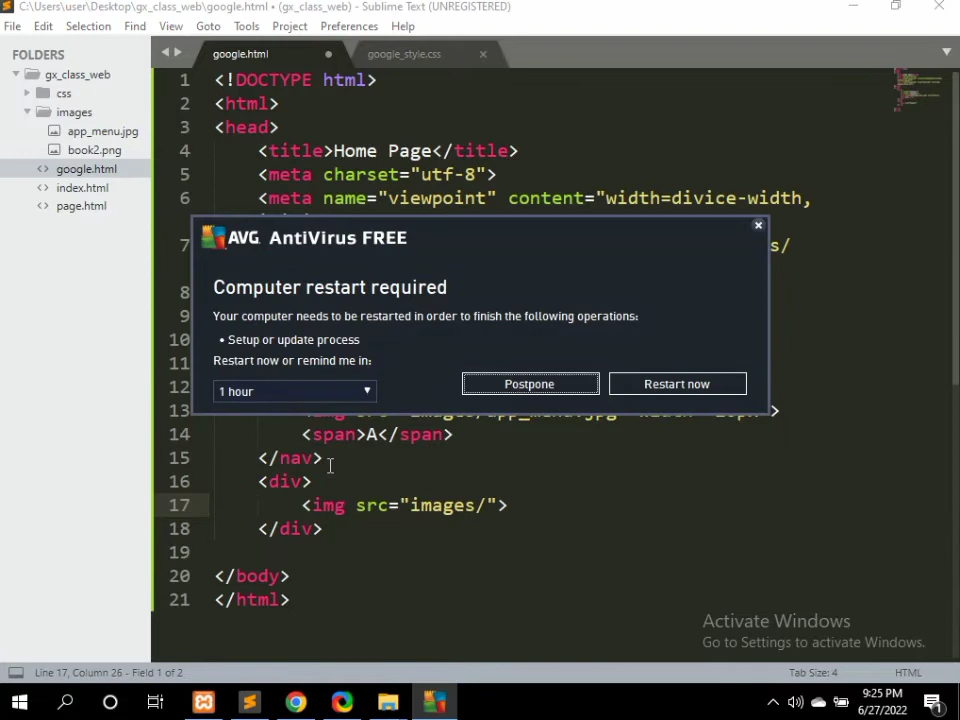 C:\Users\user\Desktop\gx_class_web\google.html • (gx_class_web) - Sublime Text (UNREGISTERED)
File Edit Selection Find View Goto Tools Project Preferences Help
FOLDERS
gx_class_web
css
images
app_menu.jpg
book2.png
google.html
index.html
page.html
google.html
google_style.css
1 <!DOCTYPE html>
2 <html>
3 <head>
4 <title>Home Page</title>
5 <meta charset="utf-8">
6 <meta name="viewpoint" content="width=divice-width,
7 s/
8
9
10
11
12
13
14 <span>A</span>
15 </nav>
16 <div>
17 <img src="images/">
18 </div>
19
20 </body>
21 </html>
AVG AntiVirus FREE
Computer restart required
Your computer needs to be restarted in order to finish the following operations:
• Setup or update process
Restart now or remind me in:
1 hour
Postpone
Restart now
Activate Windows
Go to Settings to activate Windows.
Line 17, Column 26 - Field 1 of 2
Tab Size: 4
HTML
9:25 PM
6/27/2022
1